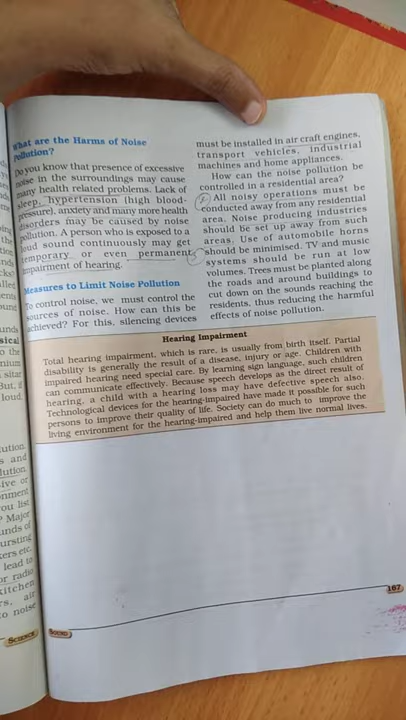 What are the Harms of Noise
Pollution?
Do you know that presence of excessive
noise in the surroundings may cause
many health related problems. Lack of
sleep, hypertension (high blood-
pressure), anxiety and many more health
disorders may be caused by noise
pollution. A person who is exposed to a
loud sound continuously may get
temporary or even permanent
impairment of hearing.
Measures to Limit Noise Pollution
To control noise, we must control the
sources of noise. How can this be
achieved? For this, silencing devices
must be installed in air craft engines,
transport vehicles, industrial
machines and home appliances.
How can the noise pollution be
controlled in a residential area?
All noisy operations must be
conducted away from any residential
area. Noise producing industries
should be set up away from such
areas. Use of automobile horns
should be minimised. TV and music
systems should be run at low
volumes. Trees must be planted along
the roads and around buildings to
cut down on the sounds reaching the
residents, thus reducing the harmful
effects of noise pollution.
Hearing Impairment
Total hearing impairment, which is rare, is usually from birth itself. Partial
disability is generally the result of a disease, injury or age. Children with
impaired hearing need special care. By learning sign language, such children
can communicate effectively. Because speech develops as the direct result of
hearing, a child with a hearing loss may have defective speech also.
Technological devices for the hearing-impaired have made it possible for such
persons to improve their quality of life. Society can do much to improve the
living environment for the hearing-impaired and help them live normal lives.
SOUND
167
SCIENCE